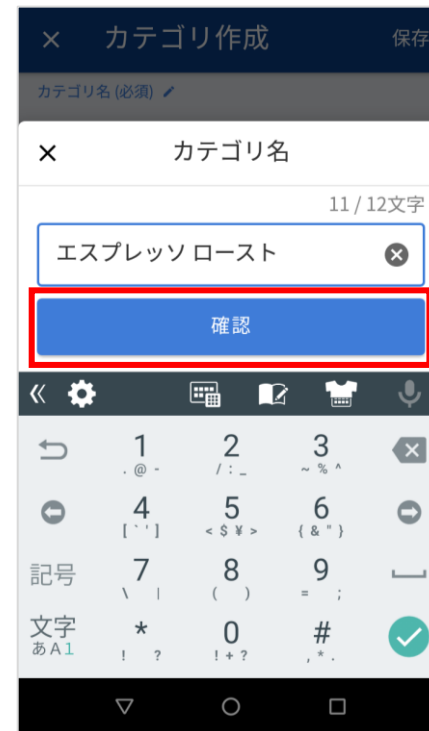 × カテゴリ作成 保存
カテゴリ名 (必須)
× カテゴリ名
11 / 12文字
エスプレッソ ロースト
確認
1 2 3
. @ - / : _ ~ % ^
4 5 6
[ ` ' ] < $ ¥ > { & " }
記号 7 8 9
\ | ( ) = ;
文字 * 0 #
あA1 ! ? ! + ? , * .